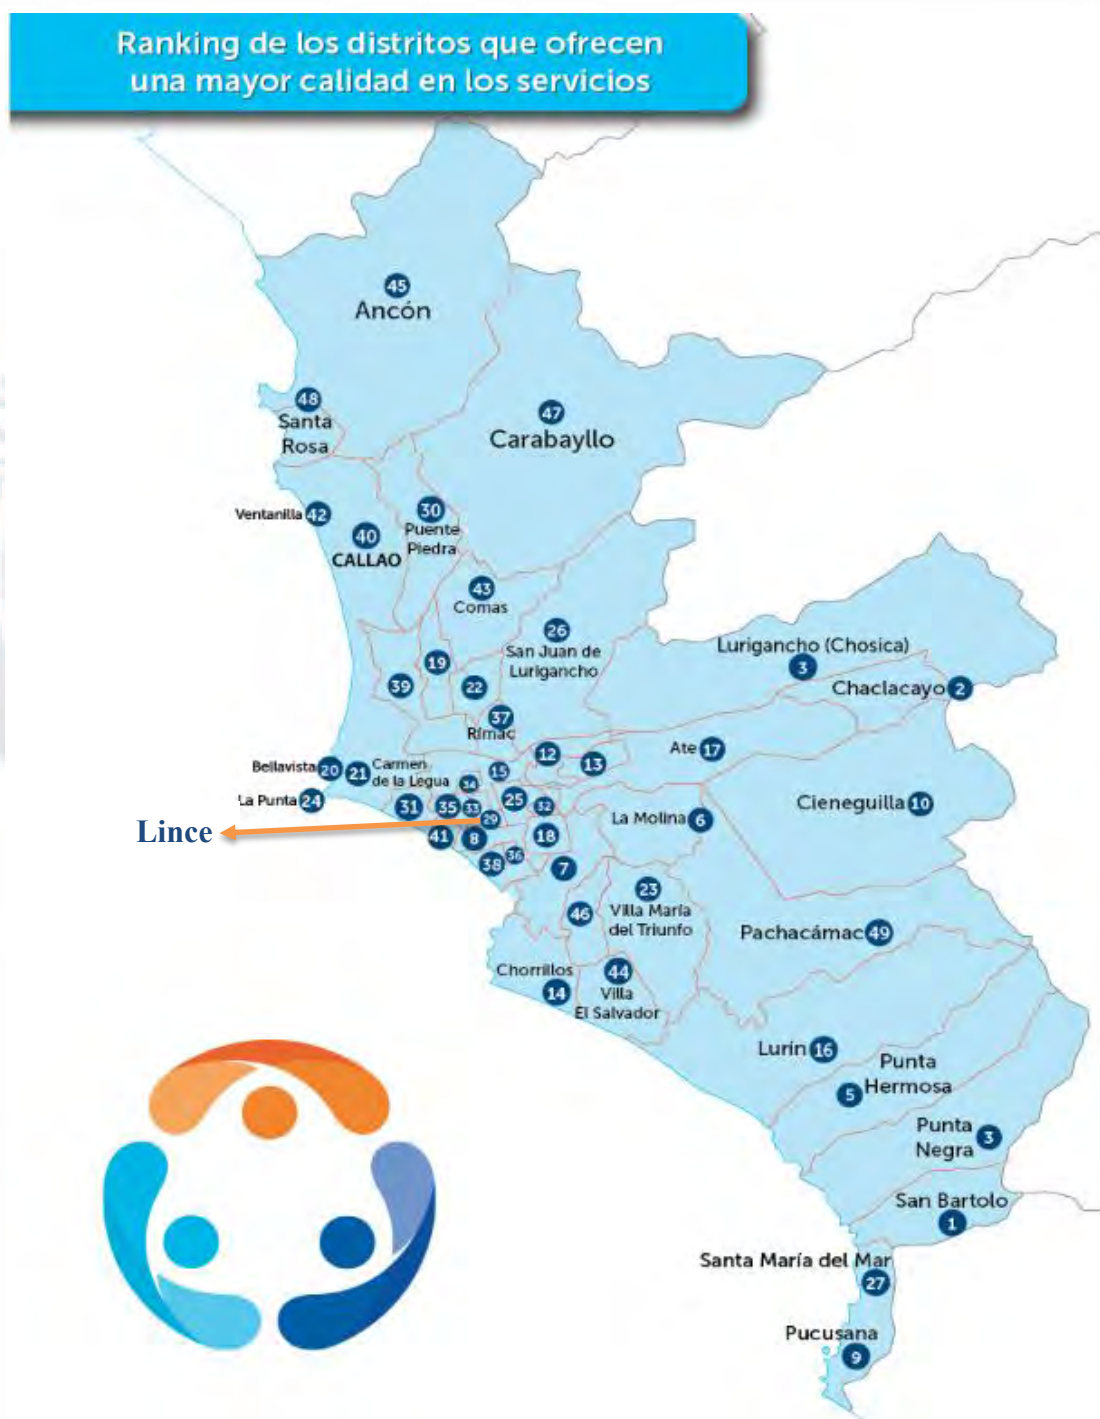 Ranking de los distritos que ofrecen
una mayor calidad en los servicios
45
Ancón
48
Santa
Rosa
47
Carabayllo
Ventanilla 42
30
Puente
Piedra
40
CALLAO
43
Comas
26
San Juan de
Lurigancho
Lurigancho (Chosica)
3
Chaclacayo 2
19
39
22
37
Rímac
12
13
Ate 17
Bellavista 20
21 Carmen
de la Legua
15
34
La Punta 24
31
35
33
25
32
29
Lince
41
8
18
La Molina 6
Cieneguilla 10
38
36
7
23
Villa María
del Triunfo
46
Pachacámac 49
Chorrillos
14
44
Villa
El Salvador
Lurín 16
Punta
Hermosa
5
Punta
Negra 3
San Bartolo
1
Santa María del Mar
27
Pucusana
9